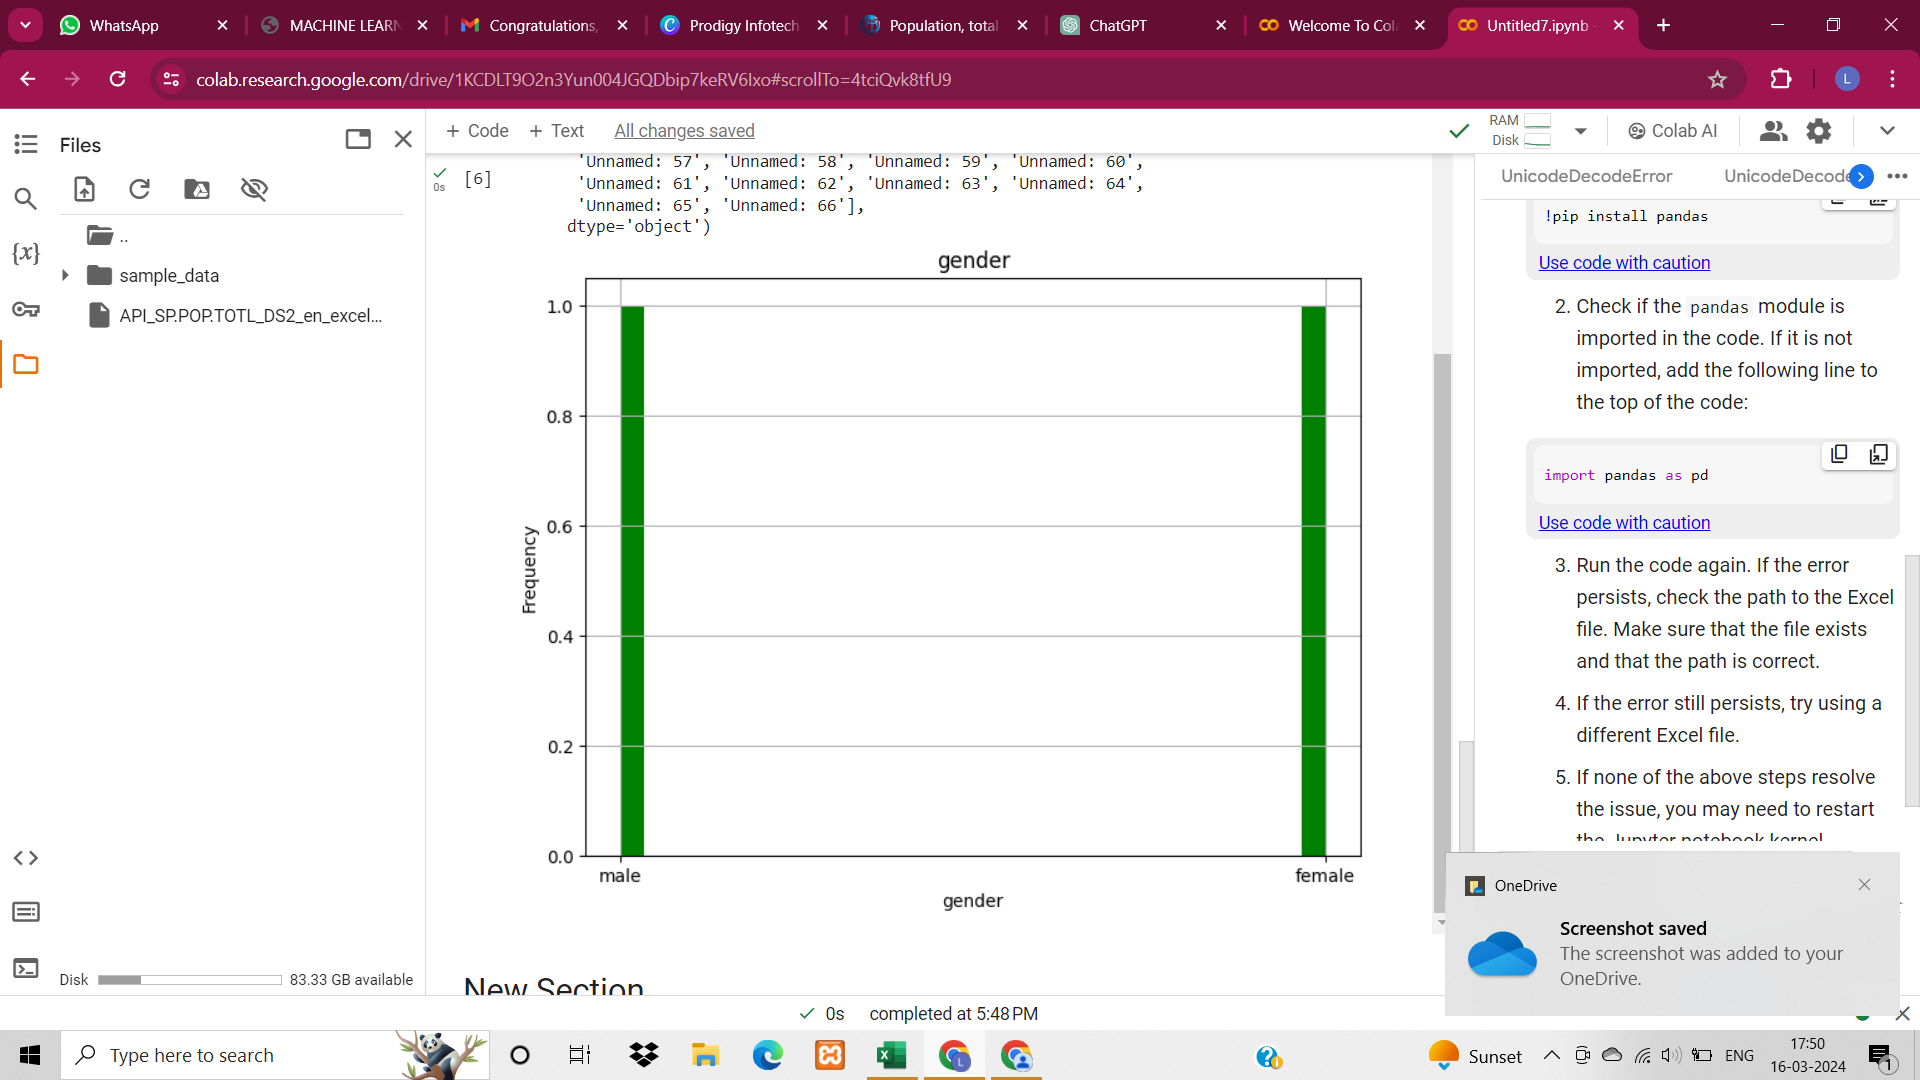 WhatsApp
MACHINE LEARN
Congratulations,
Prodigy Infotech
Population, total
ChatGPT
Welcome To Col
Untitled7.ipynb -
colab.research.google.com/drive/1KCDLT9O2n3Yun004JGQDbip7keRV6Ixo#scrollTo=4tciQvk8tfU9
L
Files
+ Code + Text All changes saved
RAM
Disk
Colab AI
..
sample_data
API_SP.POP.TOTL_DS2_en_excel...
{x}
Disk 83.33 GB available
0s
[6]
'Unnamed: 57', 'Unnamed: 58', 'Unnamed: 59', 'Unnamed: 60',
'Unnamed: 61', 'Unnamed: 62', 'Unnamed: 63', 'Unnamed: 64',
'Unnamed: 65', 'Unnamed: 66'],
dtype='object')
gender
1.0
0.8
0.6
0.4
0.2
0.0
Frequency
male female
gender
New Section
UnicodeDecodeError UnicodeDecode
!pip install pandas
Use code with caution
2. Check if the pandas module is
imported in the code. If it is not
imported, add the following line to
the top of the code:
import pandas as pd
Use code with caution
3. Run the code again. If the error
persists, check the path to the Excel
file. Make sure that the file exists
and that the path is correct.
4. If the error still persists, try using a
different Excel file.
5. If none of the above steps resolve
the issue, you may need to restart
the Jupyter notebook kernel
OneDrive
Screenshot saved
The screenshot was added to your
OneDrive.
0s completed at 5:48 PM
Type here to search
L
Sunset
ENG
17:50
16-03-2024
1